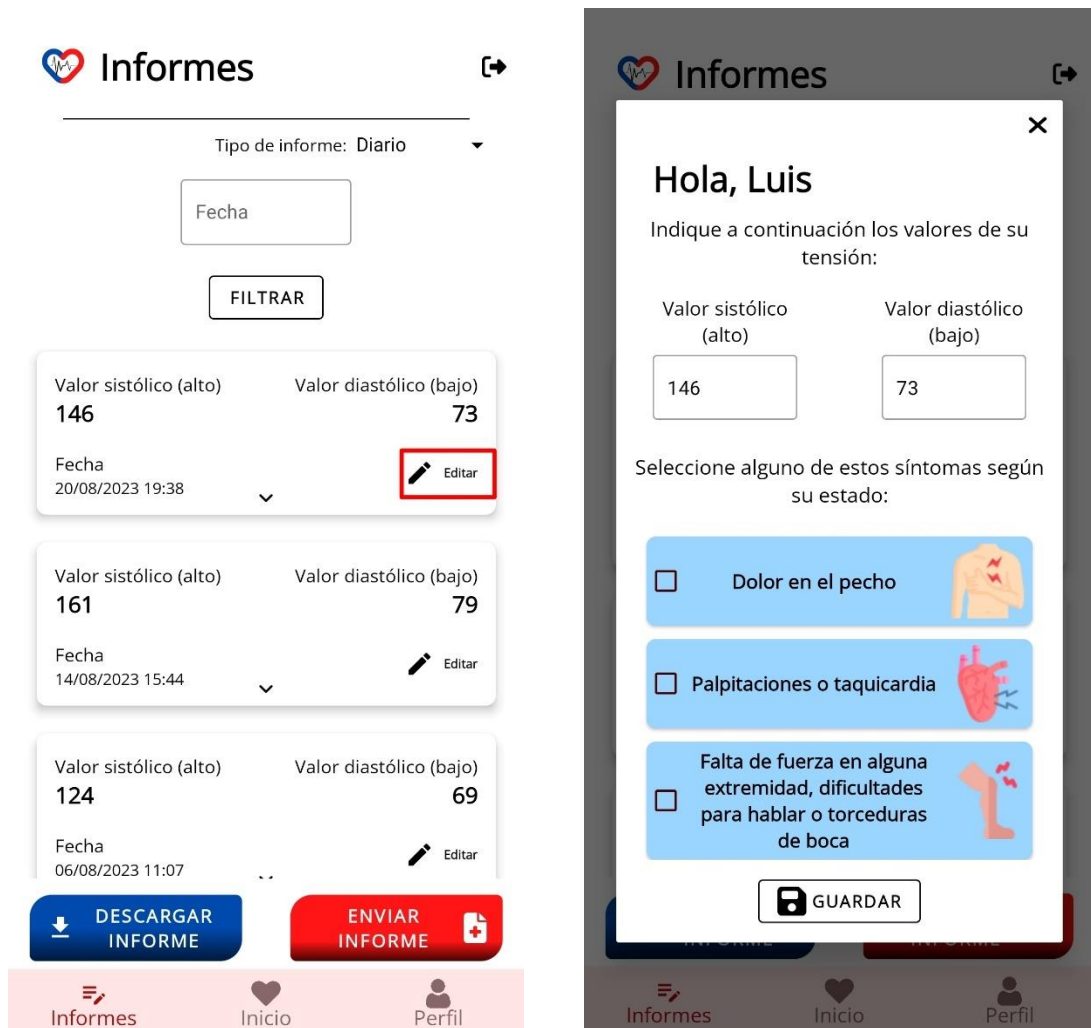 Informes
Tipo de informe: Diario
Fecha
FILTRAR
Valor sistólico (alto) Valor diastólico (bajo)
146 73
Fecha
20/08/2023 19:38 Editar
Valor sistólico (alto) Valor diastólico (bajo)
161 79
Fecha
14/08/2023 15:44 Editar
Valor sistólico (alto) Valor diastólico (bajo)
124 69
Fecha
06/08/2023 11:07 Editar
DESCARGAR
INFORME
ENVIAR
INFORME
Informes Inicio Perfil
Informes
Hola, Luis
Indique a continuación los valores de su
tensión:
Valor sistólico
(alto)
Valor diastólico
(bajo)
146 73
Seleccione alguno de estos síntomas según
su estado:
Dolor en el pecho
Palpitaciones o taquicardia
Falta de fuerza en alguna
extremidad, dificultades
para hablar o torceduras
de boca
GUARDAR
INFORME INFORME
Informes Inicio Perfil